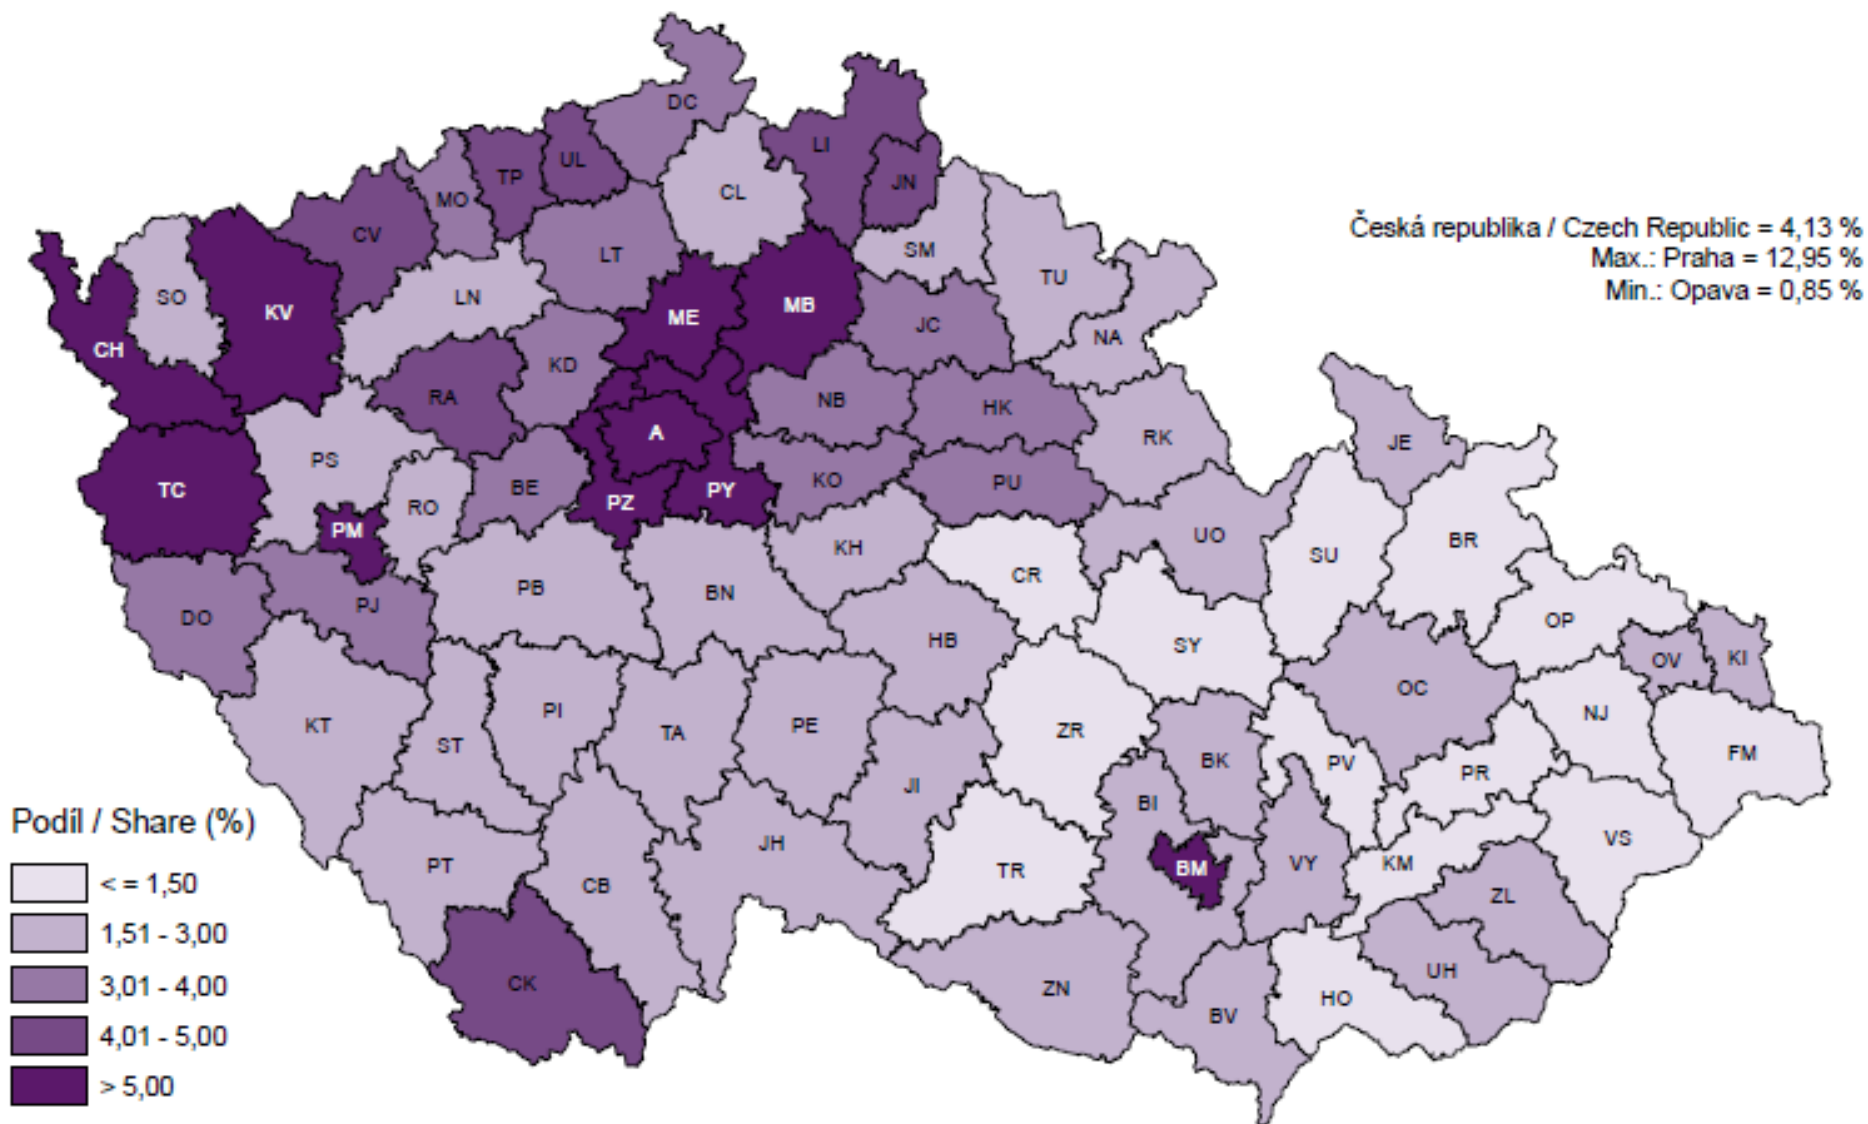 DC
LI
UL
TP
JN
CL
MO
CV
SM
LT
TU
Česká republika / Czech Republic = 4,13 %
Max.: Praha = 12,95 %
Min.: Opava = 0,85 %
SO
LN
KV
ME
MB
JC
NA
CH
KD
RA
NB
HK
A
RK
JE
PS
TC
BE
PZ
PY
KO
PU
RO
PM
KH
UO
SU
BR
CR
PB
BN
PJ
DO
HB
SY
OP
OV
KI
OC
KT
ST
PI
TA
PE
ZR
NJ
FM
BK
PV
PR
JI
BI
Podíl / Share (%)
JH
VS
PT
CB
TR
BM
VY
KM
< = 1,50
ZL
1,51 - 3,00
UH
3,01 - 4,00
CK
ZN
HO
BV
4,01 - 5,00
> 5,00